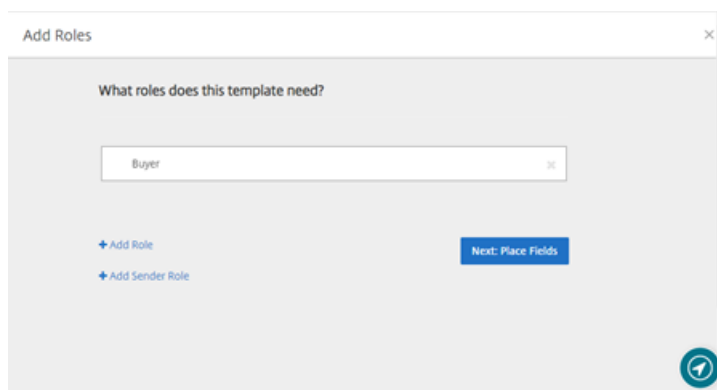 Add Roles
What roles does this template need?
Buyer
+ Add Role
Next: Place Fields
+ Add Sender Role